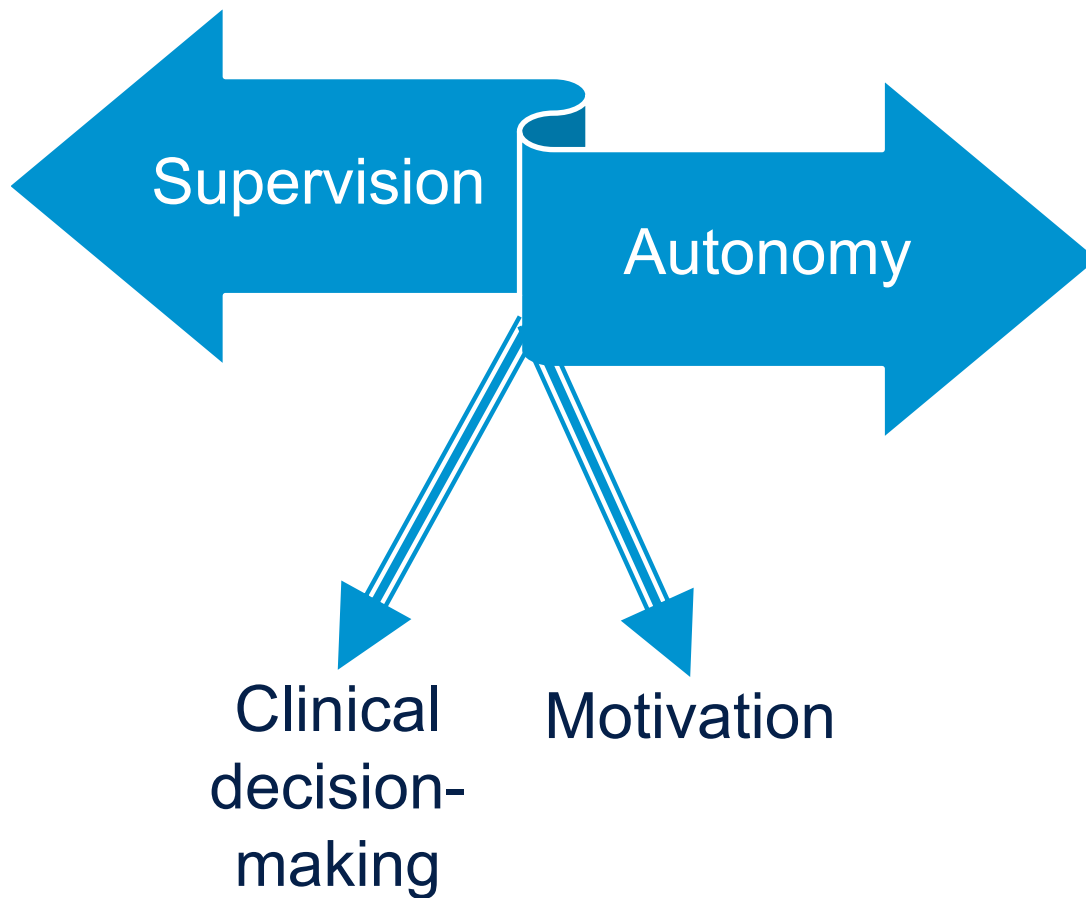 Supervision
Autonomy
Clinical
decision-
making
Motivation